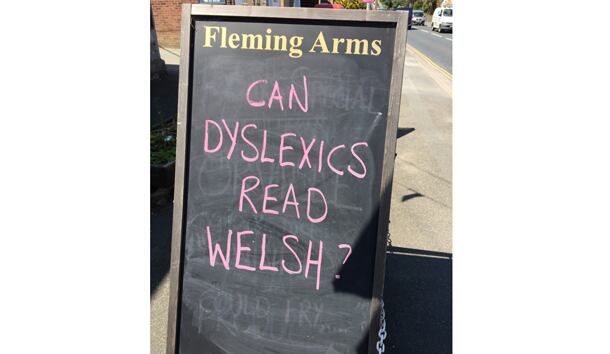 Fleming Arms
CAN
DYSLEXICS
READ
WELSH?